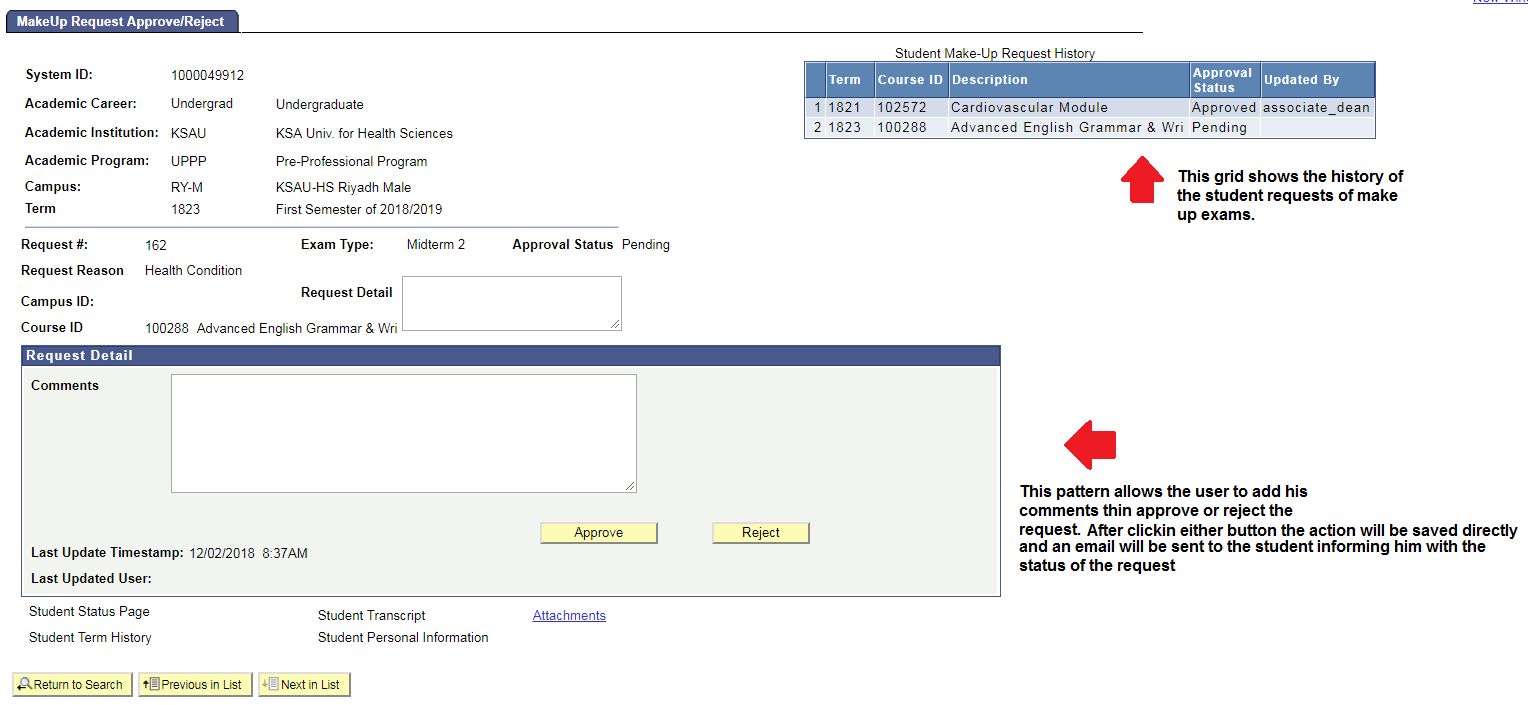 MakeUp Request Approve/Reject
Student Make-Up Request History
Term Course ID Description Approval Status Updated By
1 1821 102572 Cardiovascular Module Approved associate_dean
2 1823 100288 Advanced English Grammar & Wri Pending
System ID: 1000049912
Academic Career: Undergrad Undergraduate
Academic Institution: KSAU KSA Univ. for Health Sciences
Academic Program: UPPP Pre-Professional Program
Campus: RY-M KSAU-HS Riyadh Male
Term 1823 First Semester of 2018/2019
This grid shows the history of
the student requests of make
up exams.
Request #: 162 Exam Type: Midterm 2 Approval Status Pending
Request Reason Health Condition
Request Detail
Campus ID:
Course ID 100288 Advanced English Grammar & Wri
Request Detail
Comments
Approve Reject
Last Update Timestamp: 12/02/2018 8:37AM
Last Updated User:
This pattern allows the user to add his
comments thin approve or reject the
request. After clickin either button the action will be saved directly
and an email will be sent to the student informing him with the
status of the request
Student Status Page Student Transcript Attachments
Student Term History Student Personal Information
Return to Search Previous in List Next in List